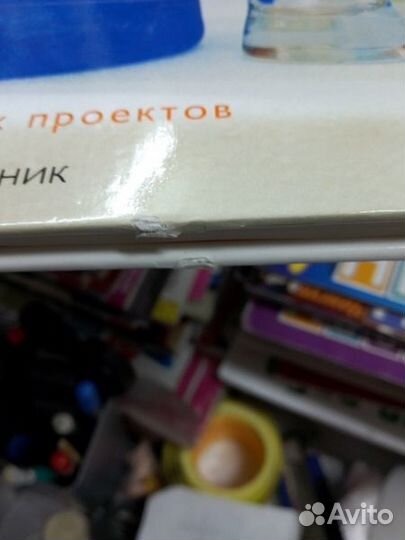 к проектов
ник
Avito